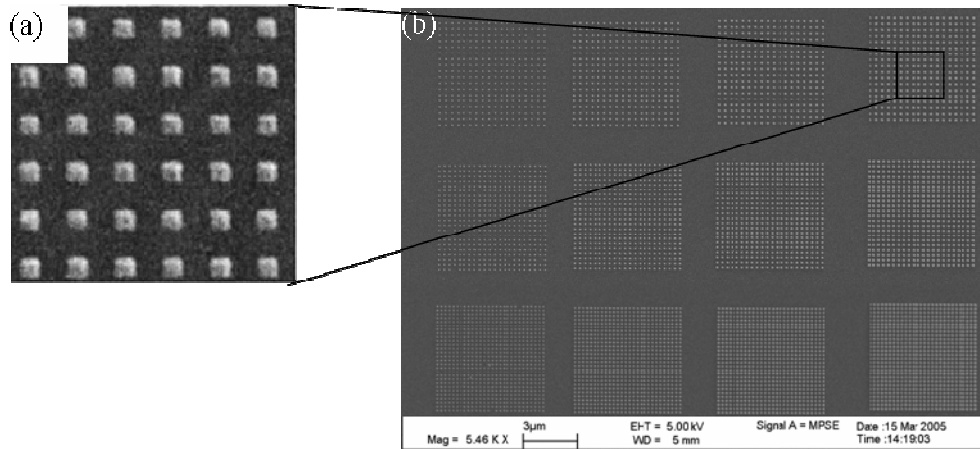 (a)
(b)
3µm
EHT = 5.00 kV
Signal A = MPSE
Date :15 Mar 2005
Mag = 5.46 K X
WD = 5 mm
Time :14:19:03